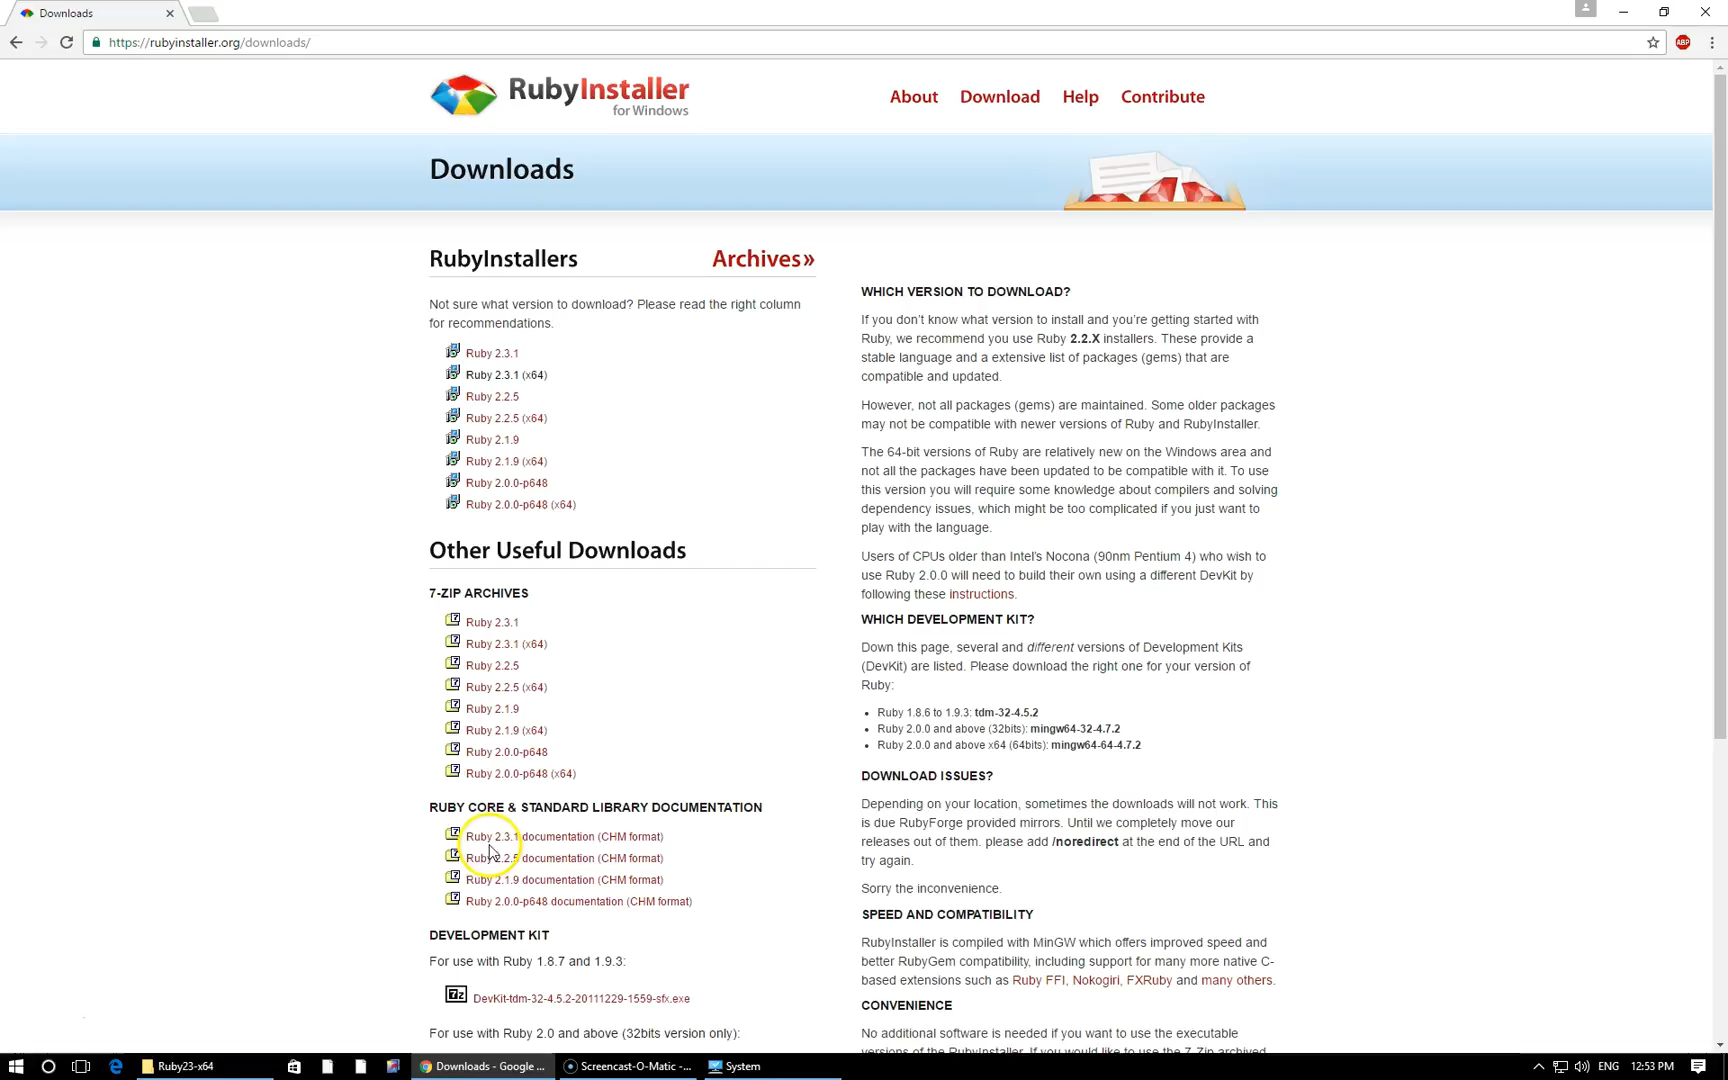 Downloads
https://rubyinstaller.org/downloads/
ABP
RubyInstaller
for Windows
About Download Help Contribute
Downloads
RubyInstallers Archives»
Not sure what version to download? Please read the right column
for recommendations.
Ruby 2.3.1
Ruby 2.3.1 (x64)
Ruby 2.2.5
Ruby 2.2.5 (x64)
Ruby 2.1.9
Ruby 2.1.9 (x64)
Ruby 2.0.0-p648
Ruby 2.0.0-p648 (x64)
Other Useful Downloads
7-ZIP ARCHIVES
Ruby 2.3.1
Ruby 2.3.1 (x64)
Ruby 2.2.5
Ruby 2.2.5 (x64)
Ruby 2.1.9
Ruby 2.1.9 (x64)
Ruby 2.0.0-p648
Ruby 2.0.0-p648 (x64)
RUBY CORE & STANDARD LIBRARY DOCUMENTATION
Ruby 2.3.1 documentation (CHM format)
Ruby 2.2.5 documentation (CHM format)
Ruby 2.1.9 documentation (CHM format)
Ruby 2.0.0-p648 documentation (CHM format)
DEVELOPMENT KIT
For use with Ruby 1.8.7 and 1.9.3:
7z DevKit-tdm-32-4.5.2-20111229-1559-sfx.exe
For use with Ruby 2.0 and above (32bits version only):
WHICH VERSION TO DOWNLOAD?
If you don't know what version to install and you're getting started with
Ruby, we recommend you use Ruby 2.2.X installers. These provide a
stable language and a extensive list of packages (gems) that are
compatible and updated.
However, not all packages (gems) are maintained. Some older packages
may not be compatible with newer versions of Ruby and RubyInstaller.
The 64-bit versions of Ruby are relatively new on the Windows area and
not all the packages have been updated to be compatible with it. To use
this version you will require some knowledge about compilers and solving
dependency issues, which might be too complicated if you just want to
play with the language.
Users of CPUs older than Intel's Nocona (90nm Pentium 4) who wish to
use Ruby 2.0.0 will need to build their own using a different DevKit by
following these instructions.
WHICH DEVELOPMENT KIT?
Down this page, several and different versions of Development Kits
(DevKit) are listed. Please download the right one for your version of
Ruby:
• Ruby 1.8.6 to 1.9.3: tdm-32-4.5.2
• Ruby 2.0.0 and above (32bits): mingw64-32-4.7.2
• Ruby 2.0.0 and above x64 (64bits): mingw64-64-4.7.2
DOWNLOAD ISSUES?
Depending on your location, sometimes the downloads will not work. This
is due RubyForge provided mirrors. Until we completely move our
releases out of them. please add /noredirect at the end of the URL and
try again.
Sorry the inconvenience.
SPEED AND COMPATIBILITY
RubyInstaller is compiled with MinGW which offers improved speed and
better RubyGem compatibility, including support for many more native C-
based extensions such as Ruby FFI, Nokogiri, FXRuby and many others.
CONVENIENCE
No additional software is needed if you want to use the executable
versions of the RubyInstaller. If you would like to use the 7-Zip archived
Ruby23-x64
Downloads - Google ...
Screencast-O-Matic -...
System
ENG
12:53 PM